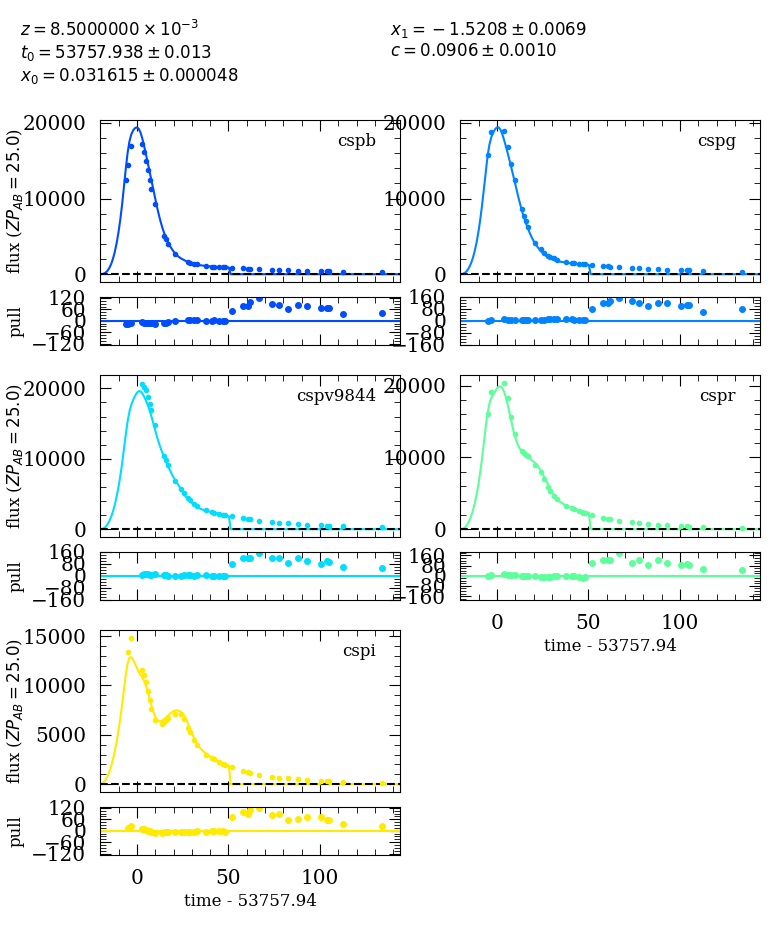 z = 8.5000000 × 10⁻³
x₁ = −1.5208 ± 0.0069
t₀ = 53757.938 ± 0.013
c = 0.0906 ± 0.0010
x₀ = 0.031615 ± 0.000048
cspb
flux (ZP_AB = 25.0)
20000
10000
0
cspg
20000
10000
0
pull
120
60
0
−60
−120
160
80
0
−80
−160
cspv9844
flux (ZP_AB = 25.0)
20000
10000
0
cspr
20000
10000
0
pull
160
80
0
−80
−160
160
80
0
−80
−160
0 50 100
time - 53757.94
cspi
flux (ZP_AB = 25.0)
15000
10000
5000
0
pull
120
60
0
−60
−120
0 50 100
time - 53757.94